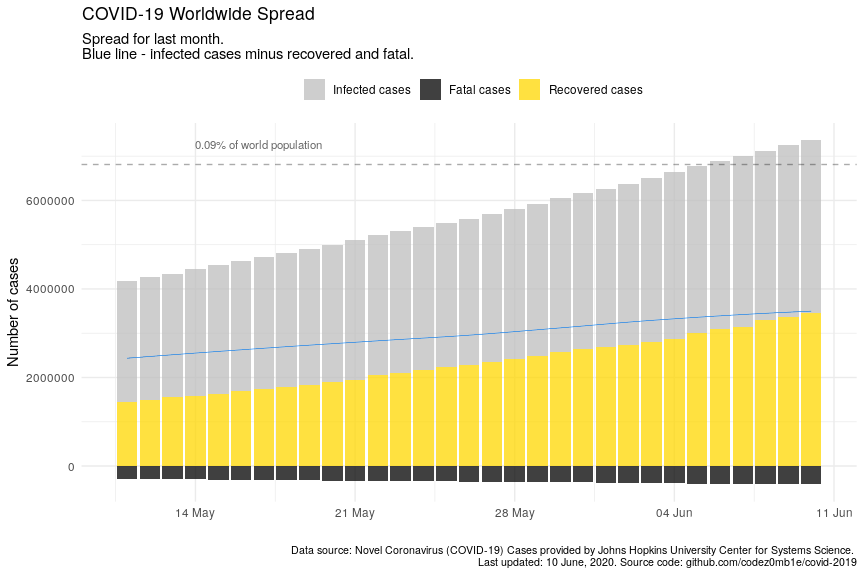 COVID-19 Worldwide Spread
Spread for last month.
Blue line - infected cases minus recovered and fatal.
Infected cases Fatal cases Recovered cases
0.09% of world population
6000000
4000000
2000000
0
Number of cases
14 May 21 May 28 May 04 Jun 11 Jun
Data source: Novel Coronavirus (COVID-19) Cases provided by Johns Hopkins University Center for Systems Science.
Last updated: 10 June, 2020. Source code: github.com/codez0mb1e/covid-2019